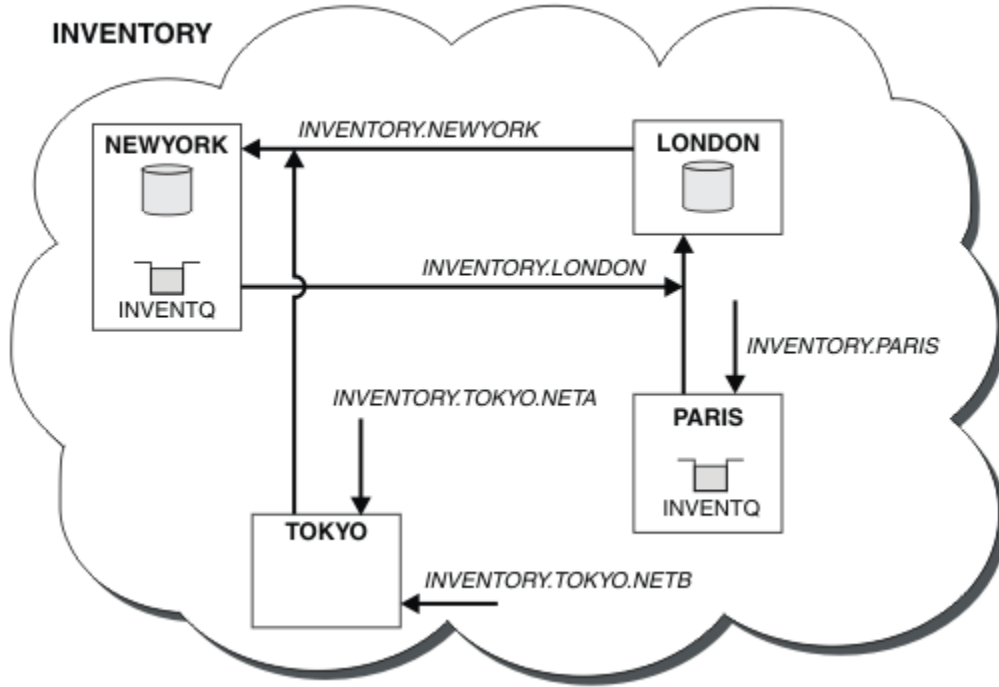 INVENTORY
INVENTORY.NEWYORK
NEWYORK
LONDON
INVENTORY.LONDON
INVENTQ
INVENTORY.PARIS
INVENTORY.TOKYO.NETA
PARIS
INVENTQ
TOKYO
INVENTORY.TOKYO.NETB